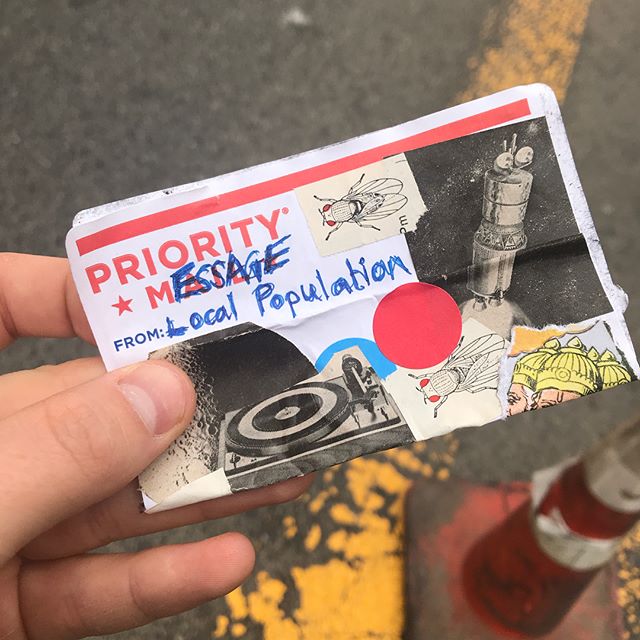 PRIORITY®
★ MESSAGE
FROM: Local Population